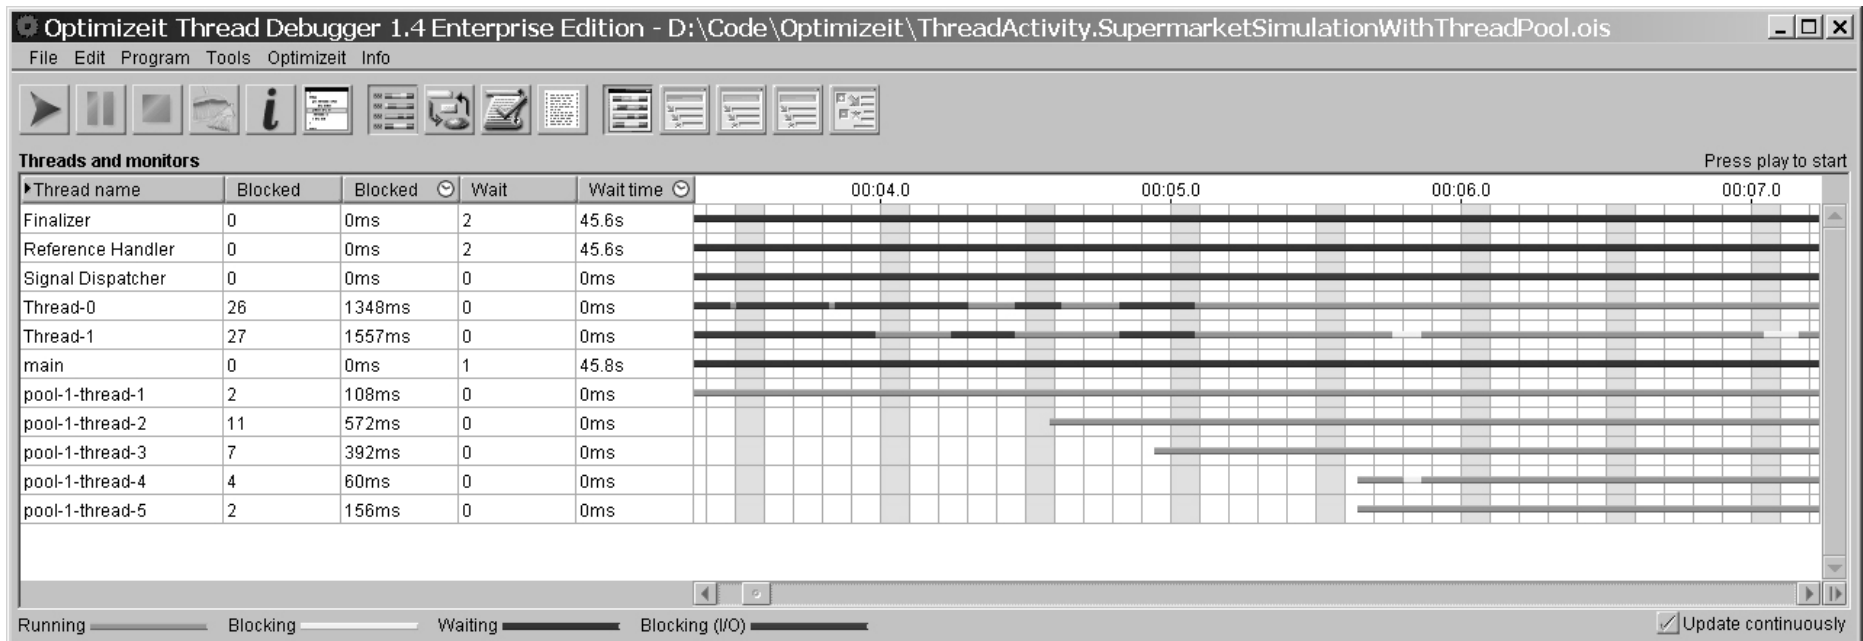 Optimizeit Thread Debugger 1.4 Enterprise Edition - D:\Code\Optimizeit\ThreadActivity.SupermarketSimulationWithThreadPool.ois
File Edit Program Tools Optimizeit Info
Threads and monitors Press play to start
Thread name Blocked Blocked Wait Wait time 00:04.0 00:05.0 00:06.0 00:07.0
Finalizer 0 0ms 2 45.6s
Reference Handler 0 0ms 2 45.6s
Signal Dispatcher 0 0ms 0 0ms
Thread-0 26 1348ms 0 0ms
Thread-1 27 1557ms 0 0ms
main 0 0ms 1 45.8s
pool-1-thread-1 2 108ms 0 0ms
pool-1-thread-2 11 572ms 0 0ms
pool-1-thread-3 7 392ms 0 0ms
pool-1-thread-4 4 60ms 0 0ms
pool-1-thread-5 2 156ms 0 0ms
Running Blocking Waiting Blocking (I/O) Update continuously